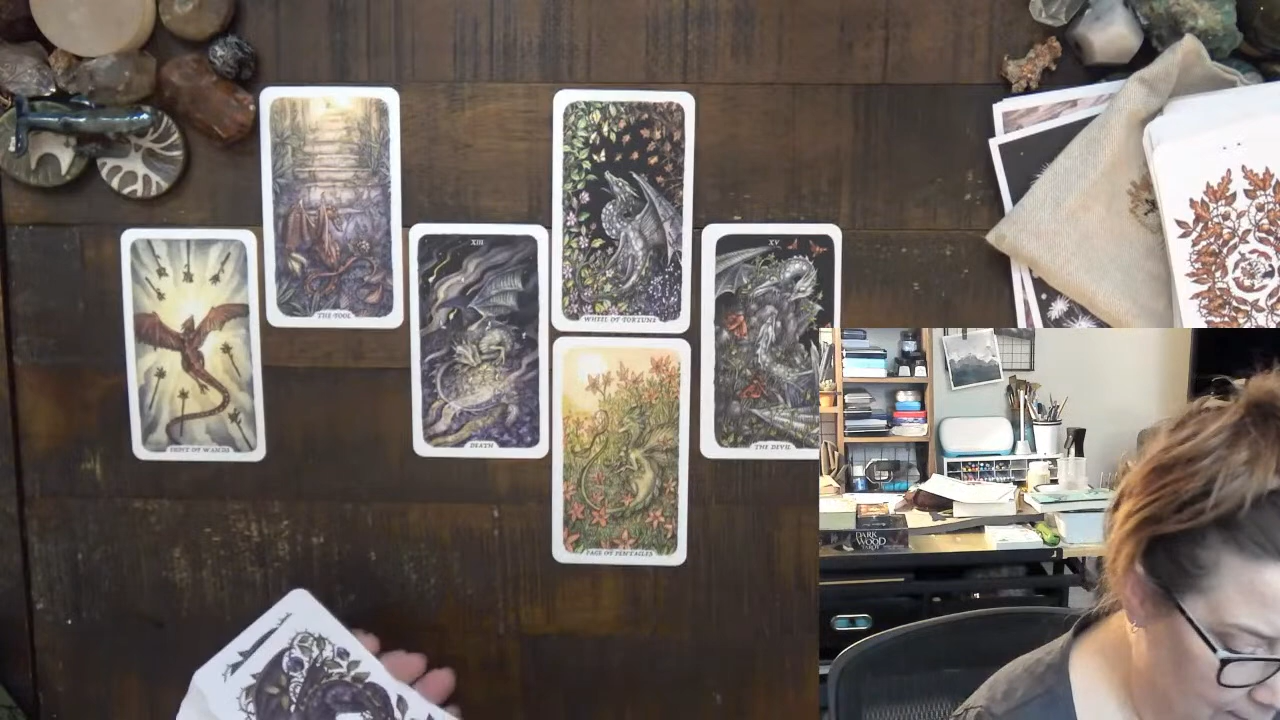 THE FOOL
WHEEL OF FORTUNE
XIII
DEATH
XV
THE DEVIL
EIGHT OF WANDS
PAGE OF PENTACLES
DARK
WOOD
TAROT